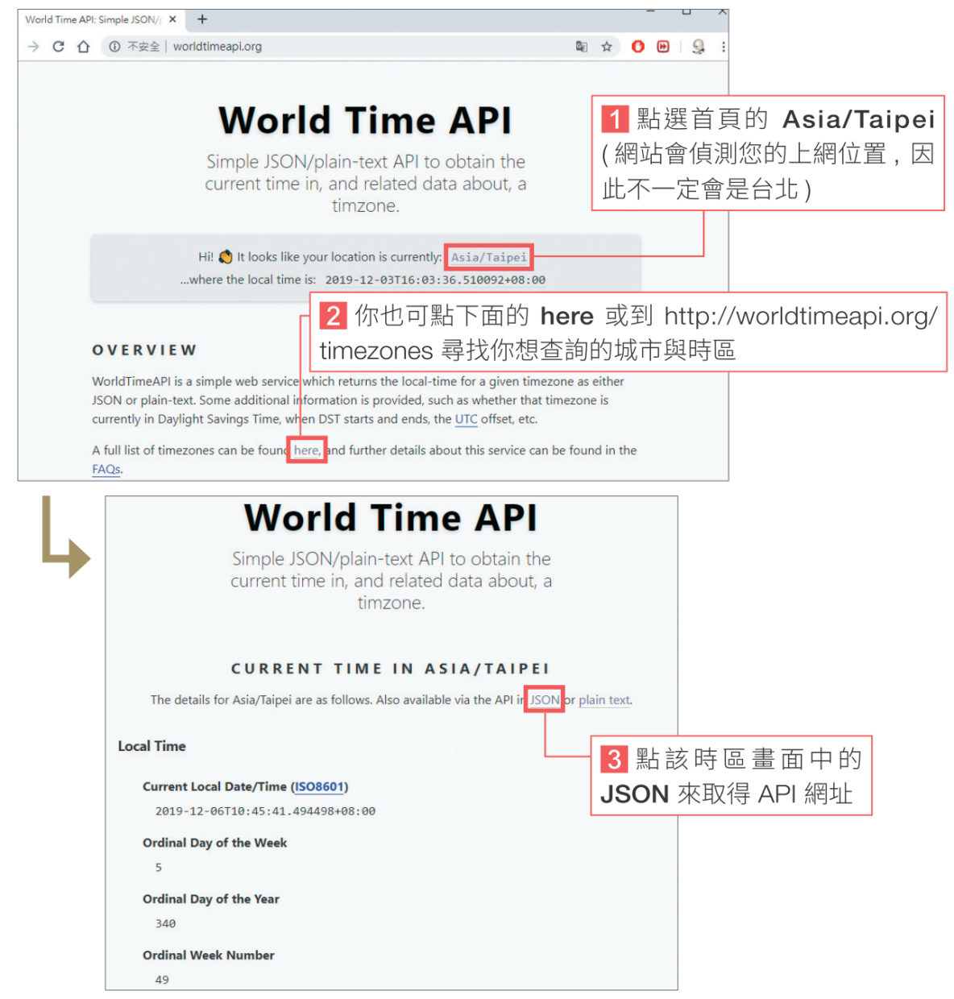 World Time API: Simple JSON/p
不安全 | worldtimeapi.org
World Time API
Simple JSON/plain-text API to obtain the
current time in, and related data about, a
timzone.
Hi! 👏 It looks like your location is currently: Asia/Taipei
...where the local time is: 2019-12-03T16:03:36.510092+08:00
1 點選首頁的 Asia/Taipei
(網站會偵測您的上網位置,因
此不一定會是台北)
2 你也可點下面的 here 或到 http://worldtimeapi.org/
timezones 尋找你想查詢的城市與時區
OVERVIEW
WorldTimeAPI is a simple web service which returns the local-time for a given timezone as either
JSON or plain-text. Some additional information is provided, such as whether that timezone is
currently in Daylight Savings Time, when DST starts and ends, the UTC offset, etc.
A full list of timezones can be found here, and further details about this service can be found in the
FAQs.
World Time API
Simple JSON/plain-text API to obtain the
current time in, and related data about, a
timzone.
CURRENT TIME IN ASIA/TAIPEI
The details for Asia/Taipei are as follows. Also available via the API in JSON or plain text.
3 點該時區畫面中的
JSON 來取得 API 網址
Local Time
Current Local Date/Time (ISO8601)
2019-12-06T10:45:41.494498+08:00
Ordinal Day of the Week
5
Ordinal Day of the Year
340
Ordinal Week Number
49